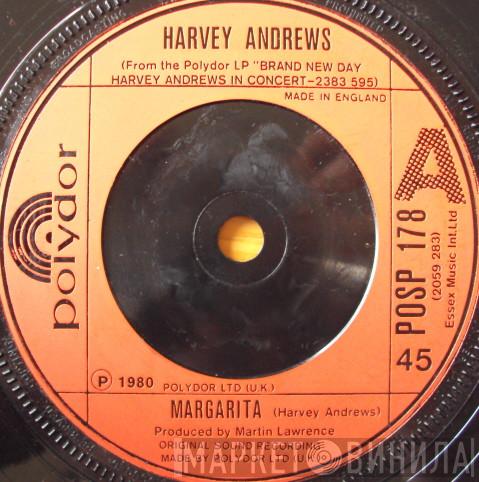 HARVEY ANDREWS
(From the Polydor LP "BRAND NEW DAY
HARVEY ANDREWS IN CONCERT-2383 595)
MADE IN ENGLAND
polydor
A
POSP 178
(2059 283)
Essex Music Int.Ltd
45
P 1980 POLYDOR LTD (U.K.)
MARGARITA (Harvey Andrews)
Produced by Martin Lawrence
ORIGINAL SOUND RECORDING
MADE BY POLYDOR LTD (U.K.)
МАРКЕТ ВИНИЛА